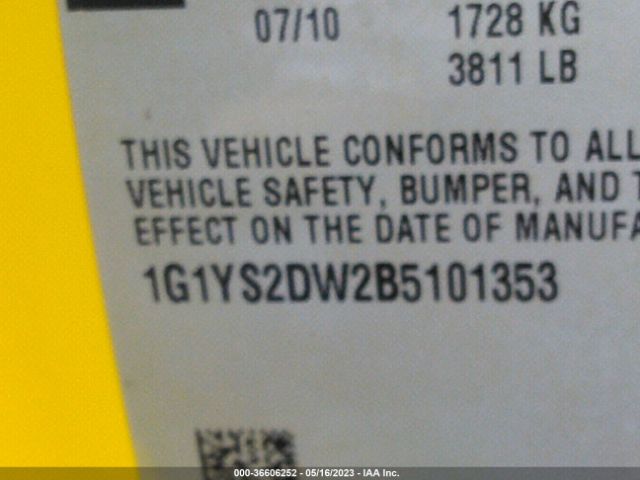 07/10 1728 KG
3811 LB
THIS VEHICLE CONFORMS TO ALL
VEHICLE SAFETY, BUMPER, AND T
EFFECT ON THE DATE OF MANUFA
1G1YS2DW2B5101353
000-36606252 - 05/16/2023 - IAA Inc.